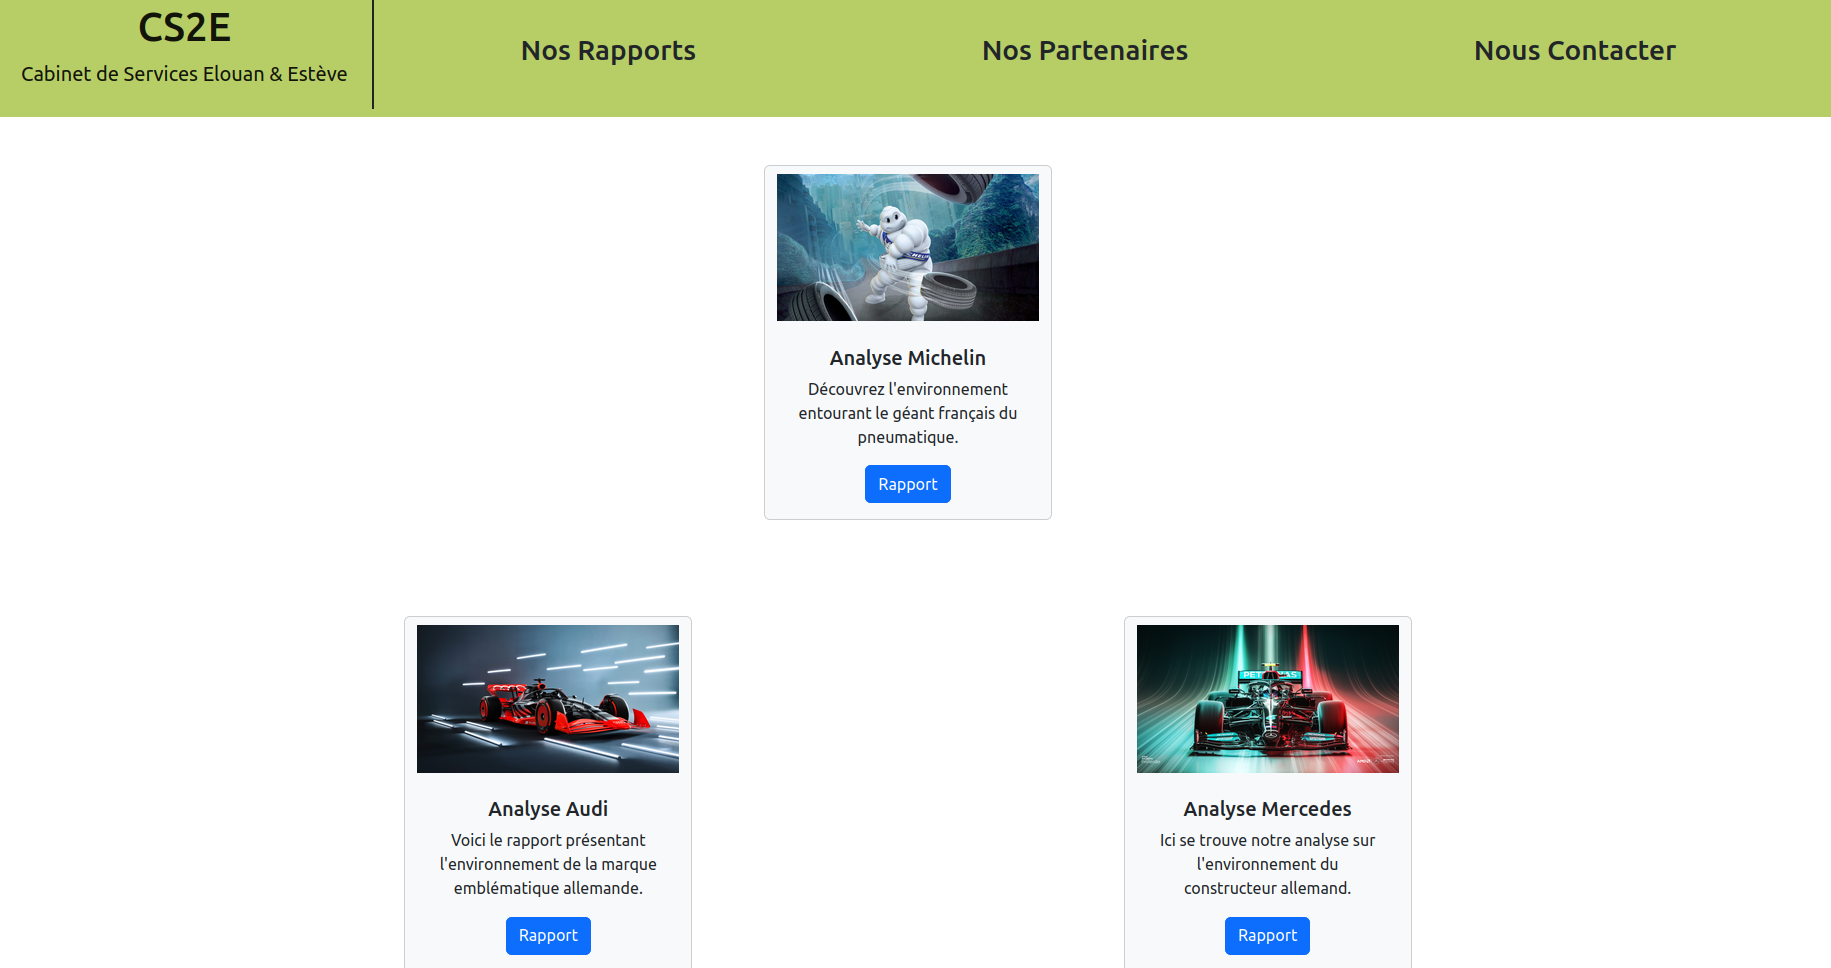 CS2E
Cabinet de Services Elouan & Estève
Nos Rapports
Nos Partenaires
Nous Contacter
Analyse Michelin
Découvrez l'environnement
entourant le géant français du
pneumatique.
Rapport
Analyse Audi
Voici le rapport présentant
l'environnement de la marque
emblématique allemande.
Rapport
PETRONAS
Analyse Mercedes
Ici se trouve notre analyse sur
l'environnement du
constructeur allemand.
Rapport